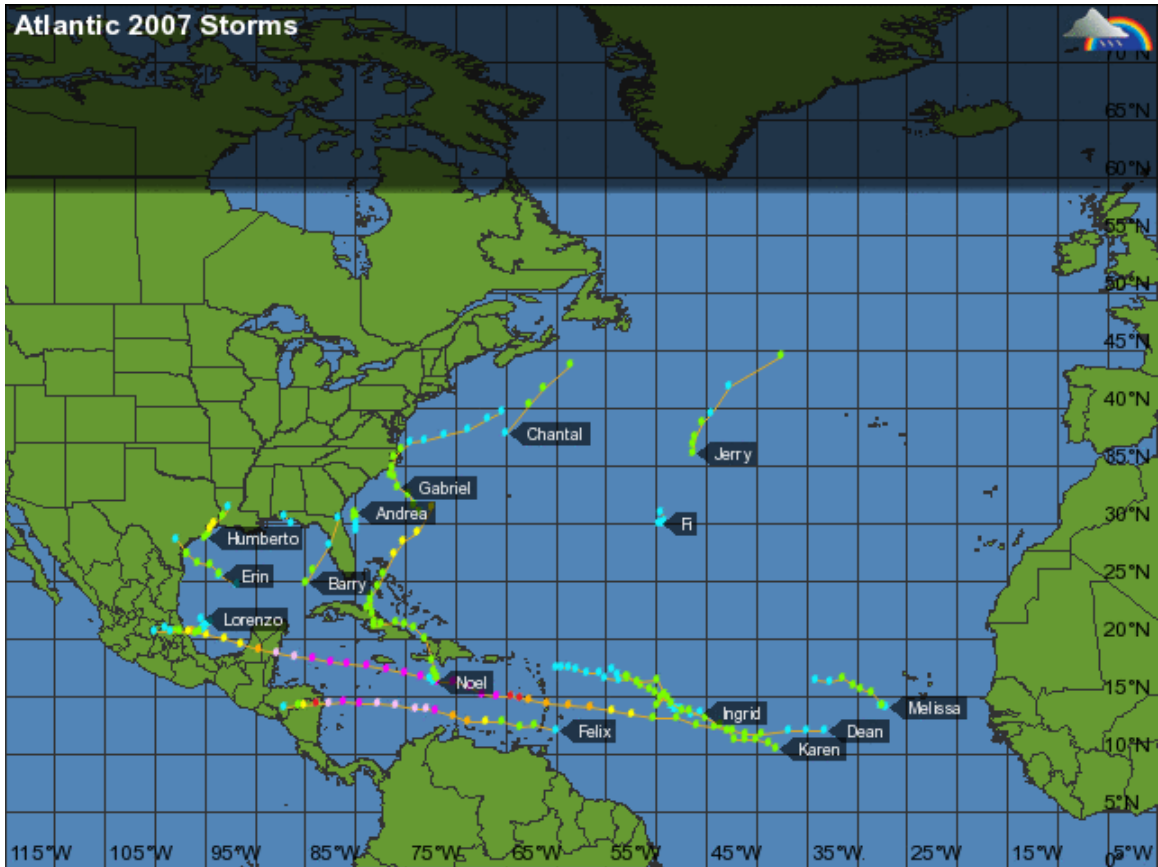 Atlantic 2007 Storms
70°N
65°N
60°N
55°N
50°N
45°N
40°N
Chantal
Jerry
35°N
Gabriel
Andrea
Fi
30°N
Humberto
Erin
Barry
25°N
Lorenzo
20°N
Noel
15°N
Melissa
Ingrid
Felix
Dean
Karen
10°N
5°N
115°W 105°W 95°W 85°W 75°W 65°W 55°W 45°W 35°W 25°W 15°W 5°W
0°